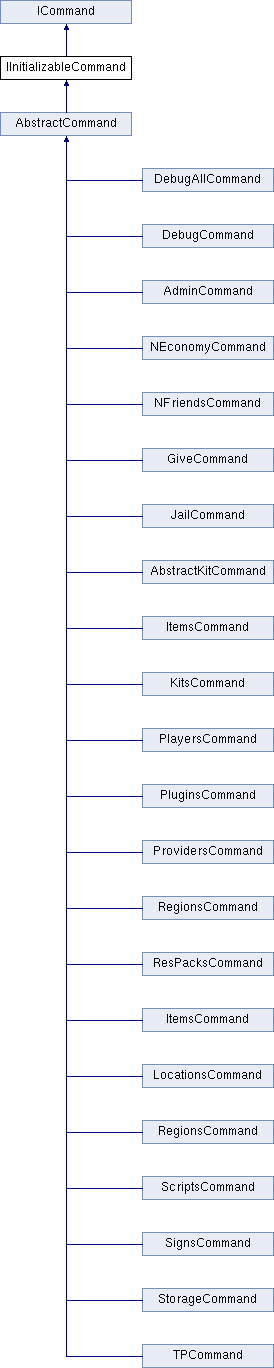 ICommand
IInitializableCommand
AbstractCommand
DebugAllCommand
DebugCommand
AdminCommand
NEconomyCommand
NFriendsCommand
GiveCommand
JailCommand
AbstractKitCommand
ItemsCommand
KitsCommand
PlayersCommand
PluginsCommand
ProvidersCommand
RegionsCommand
ResPacksCommand
ItemsCommand
LocationsCommand
RegionsCommand
ScriptsCommand
SignsCommand
StorageCommand
TPCommand